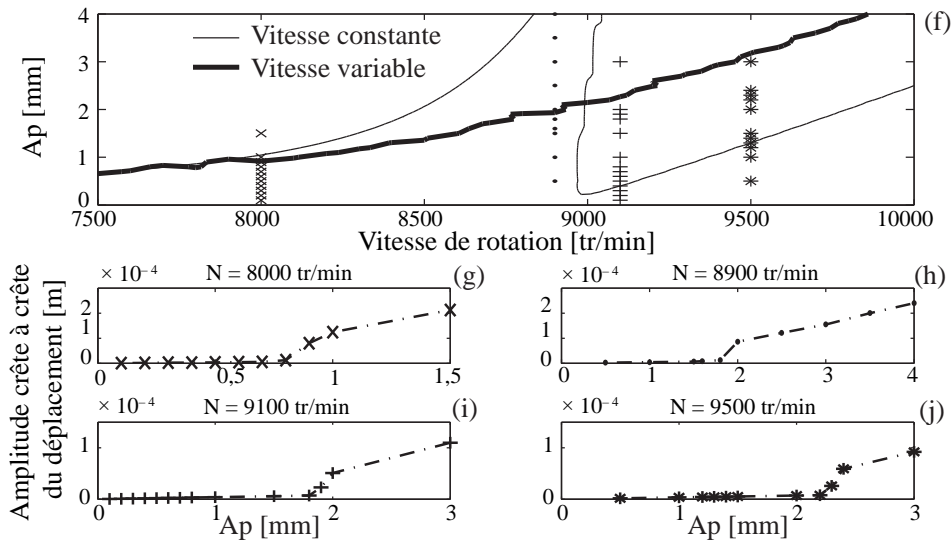 4
3
2
1
0
Ap [mm]
Vitesse constante
Vitesse variable
(f)
7500 8000 8500 9000 9500 10000
Vitesse de rotation [tr/min]
Amplitude crête à crête
du déplacement [m]
× 10⁻⁴ N = 8000 tr/min (g)
2
1
0
0 0,5 1 1,5
× 10⁻⁴ N = 8900 tr/min (h)
2
1
0
0 1 2 3 4
× 10⁻⁴ N = 9100 tr/min (i)
1
0
0 1 2 3
Ap [mm]
× 10⁻⁴ N = 9500 tr/min (j)
1
0
0 1 2 3
Ap [mm]